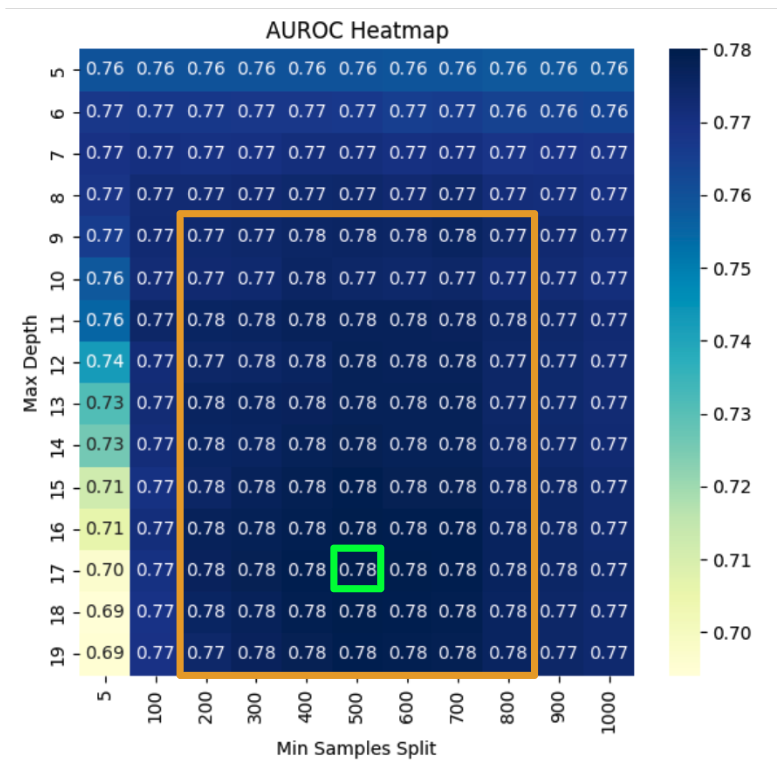 AUROC Heatmap
5 0.76 0.76 0.76 0.76 0.76 0.76 0.76 0.76 0.76 0.76 0.76
6 0.77 0.77 0.77 0.77 0.77 0.77 0.77 0.77 0.76 0.76 0.76
7 0.77 0.77 0.77 0.77 0.77 0.77 0.77 0.77 0.77 0.77 0.77
8 0.77 0.77 0.77 0.77 0.77 0.77 0.77 0.77 0.77 0.77 0.77
9 0.77 0.77 0.77 0.77 0.78 0.78 0.78 0.78 0.77 0.77 0.77
10 0.76 0.77 0.77 0.77 0.78 0.77 0.77 0.77 0.77 0.77 0.77
11 0.76 0.77 0.78 0.78 0.78 0.78 0.78 0.78 0.78 0.77 0.77
12 0.74 0.77 0.77 0.78 0.78 0.78 0.78 0.78 0.77 0.77 0.77
13 0.73 0.77 0.78 0.78 0.78 0.78 0.78 0.78 0.77 0.77 0.77
14 0.73 0.77 0.78 0.78 0.78 0.78 0.78 0.78 0.78 0.77 0.77
15 0.71 0.77 0.78 0.78 0.78 0.78 0.78 0.78 0.78 0.78 0.77
16 0.71 0.77 0.78 0.78 0.78 0.78 0.78 0.78 0.78 0.78 0.77
17 0.70 0.77 0.78 0.78 0.78 0.78 0.78 0.78 0.78 0.78 0.77
18 0.69 0.77 0.78 0.78 0.78 0.78 0.78 0.78 0.78 0.77 0.77
19 0.69 0.77 0.77 0.78 0.78 0.78 0.78 0.78 0.78 0.77 0.77
Max Depth
5 100 200 300 400 500 600 700 800 900 1000
Min Samples Split
0.78
0.77
0.76
0.75
0.74
0.73
0.72
0.71
0.70